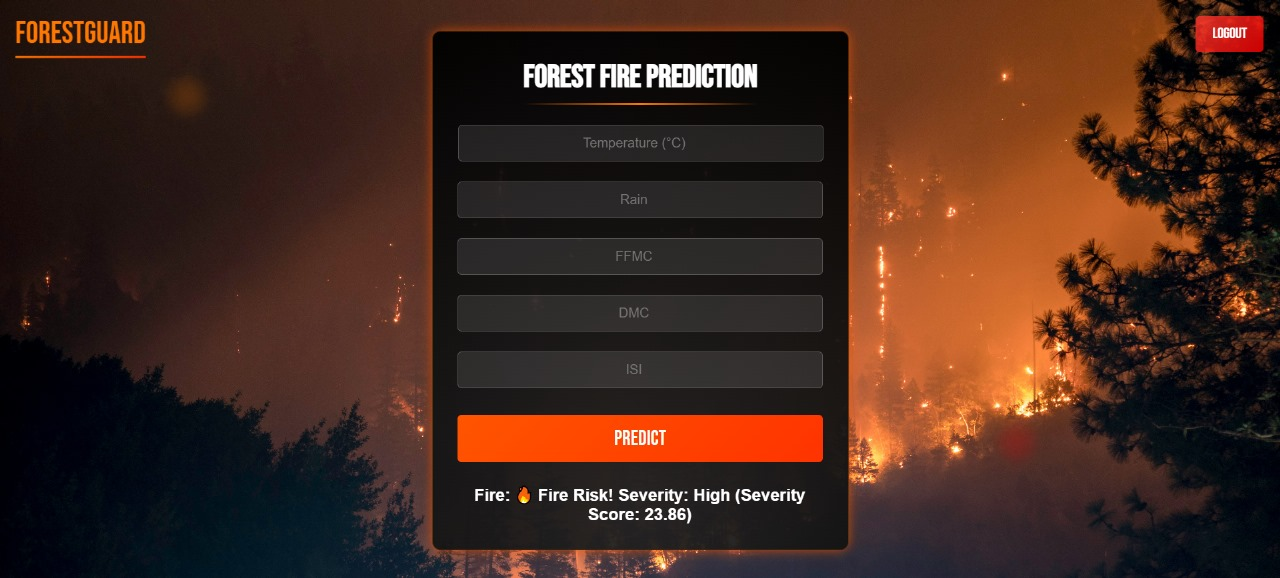 FORESTGUARD
LOGOUT
FOREST FIRE PREDICTION
Temperature (°C)
Rain
FFMC
DMC
ISI
PREDICT
Fire: 🔥 Fire Risk! Severity: High (Severity
Score: 23.86)